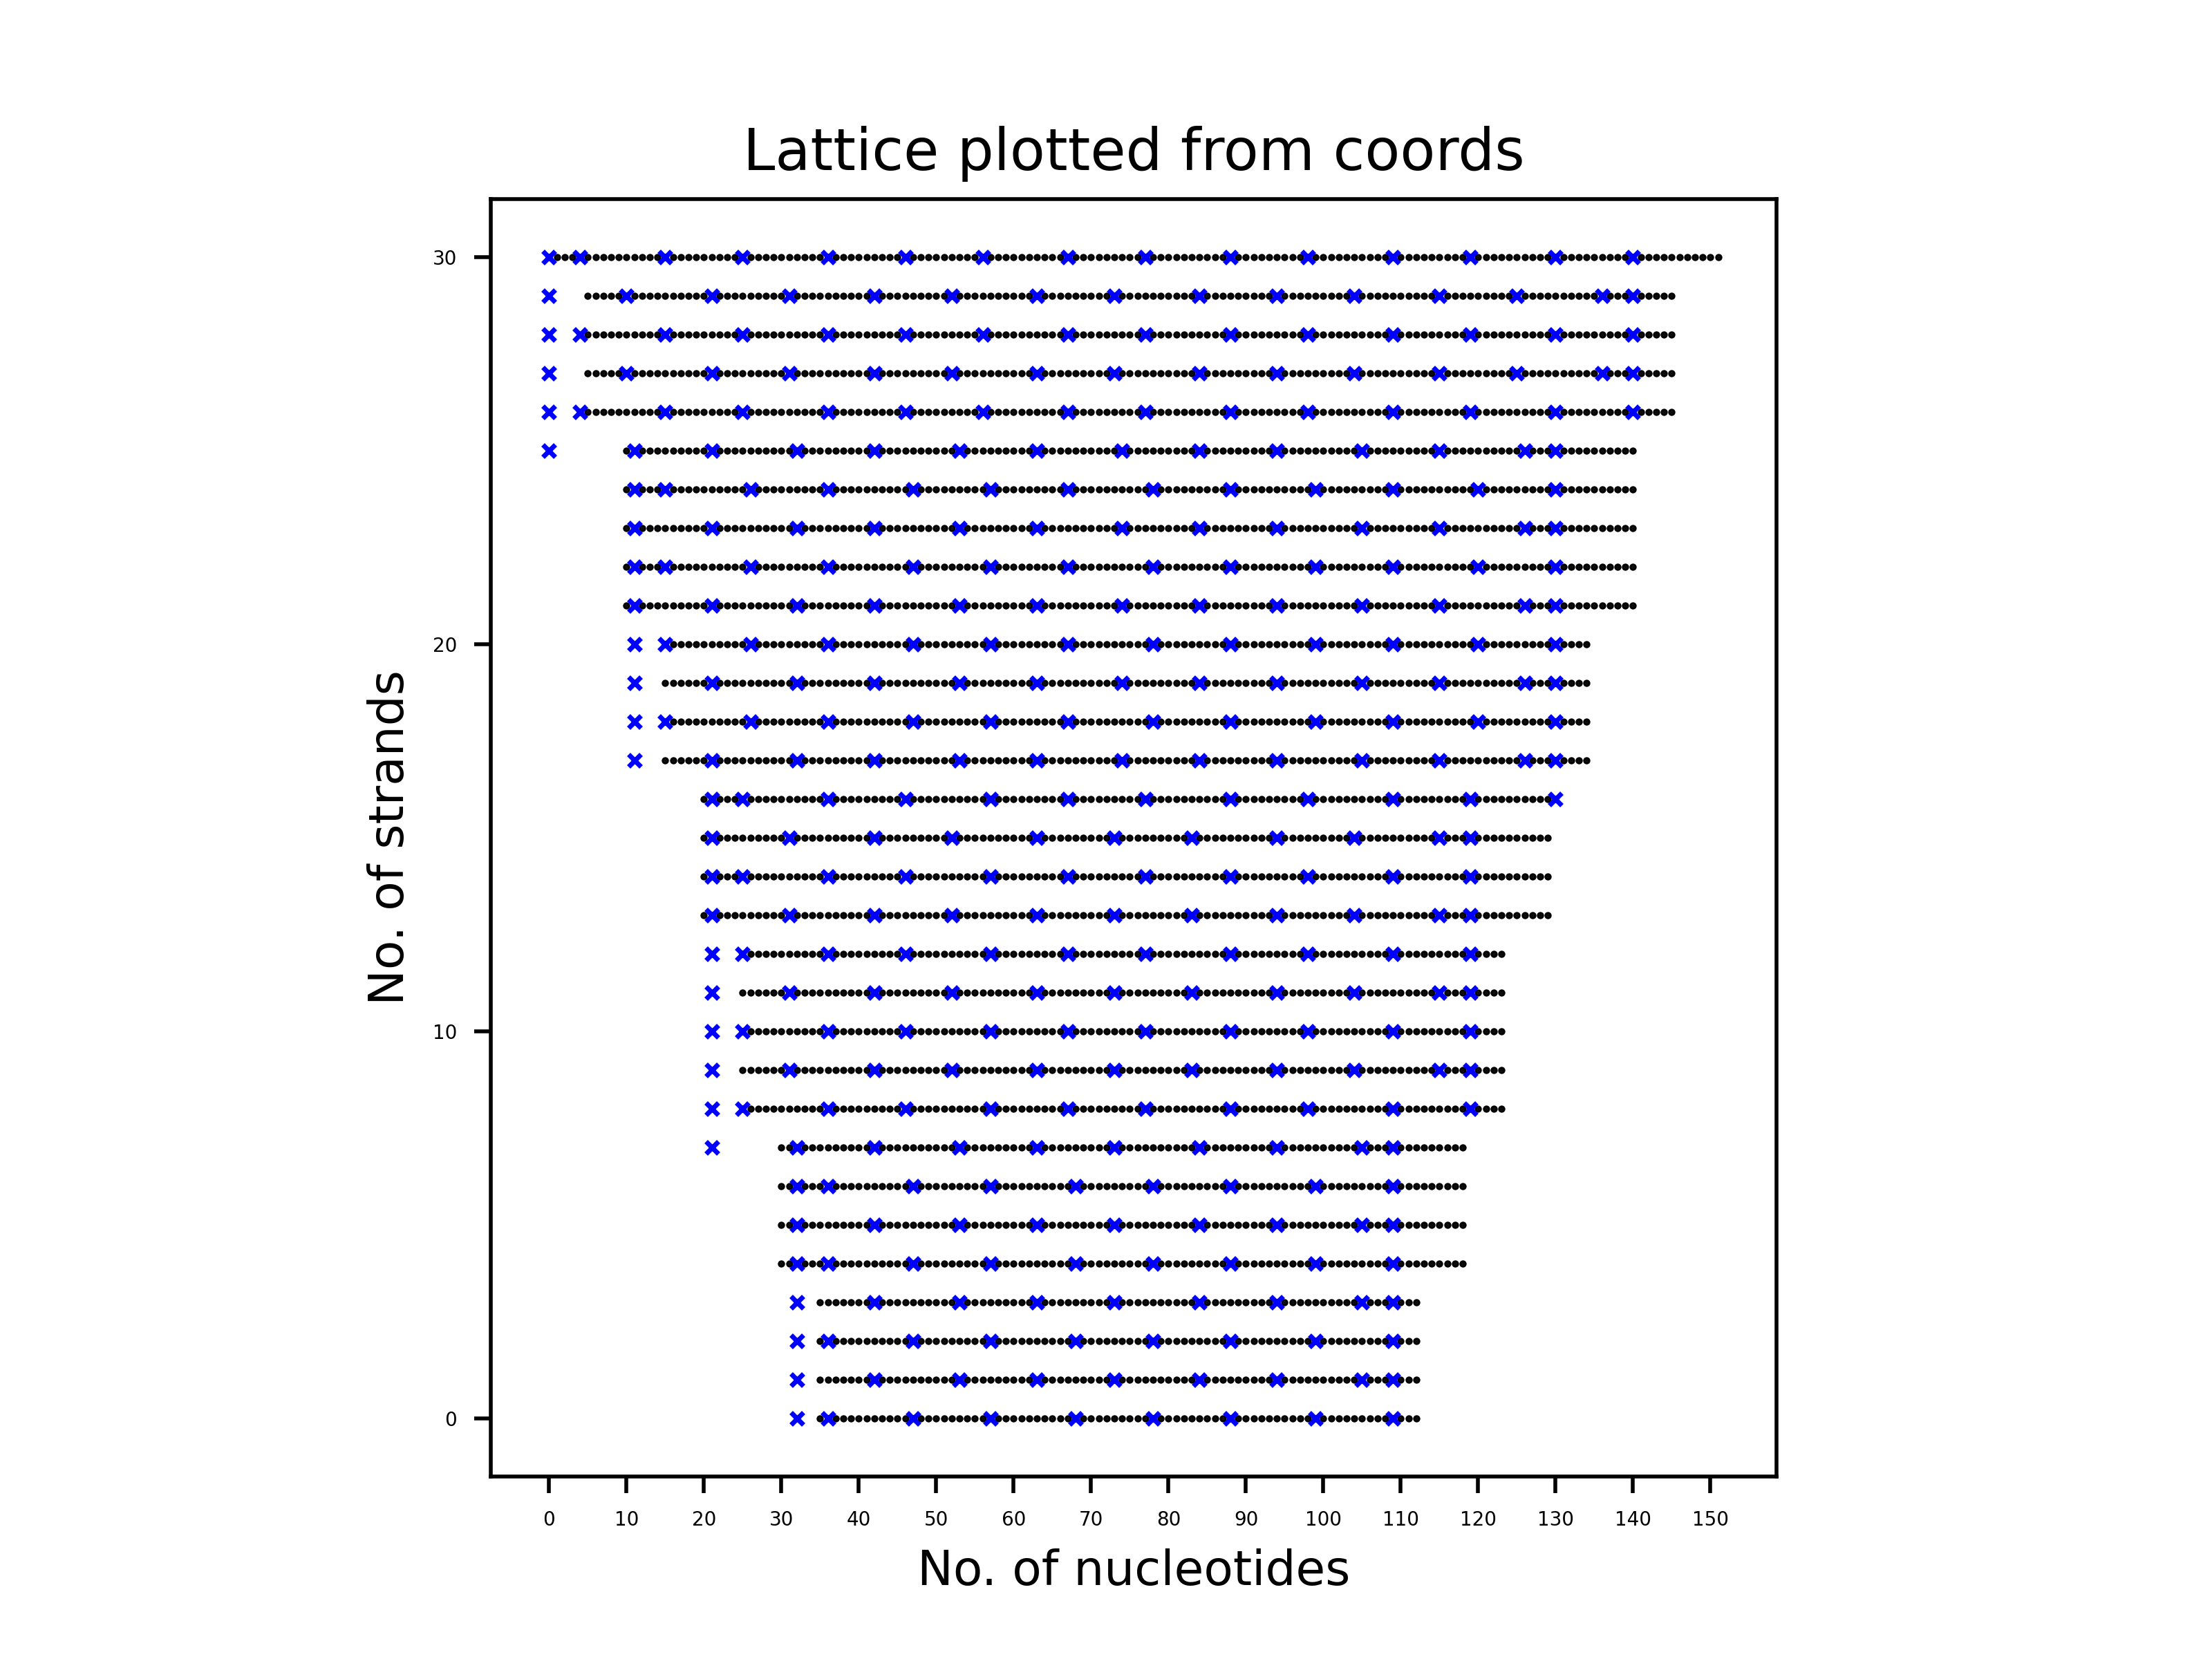 Lattice plotted from coords
30
20
10
0
No. of strands
0 10 20 30 40 50 60 70 80 90 100 110 120 130 140 150
No. of nucleotides